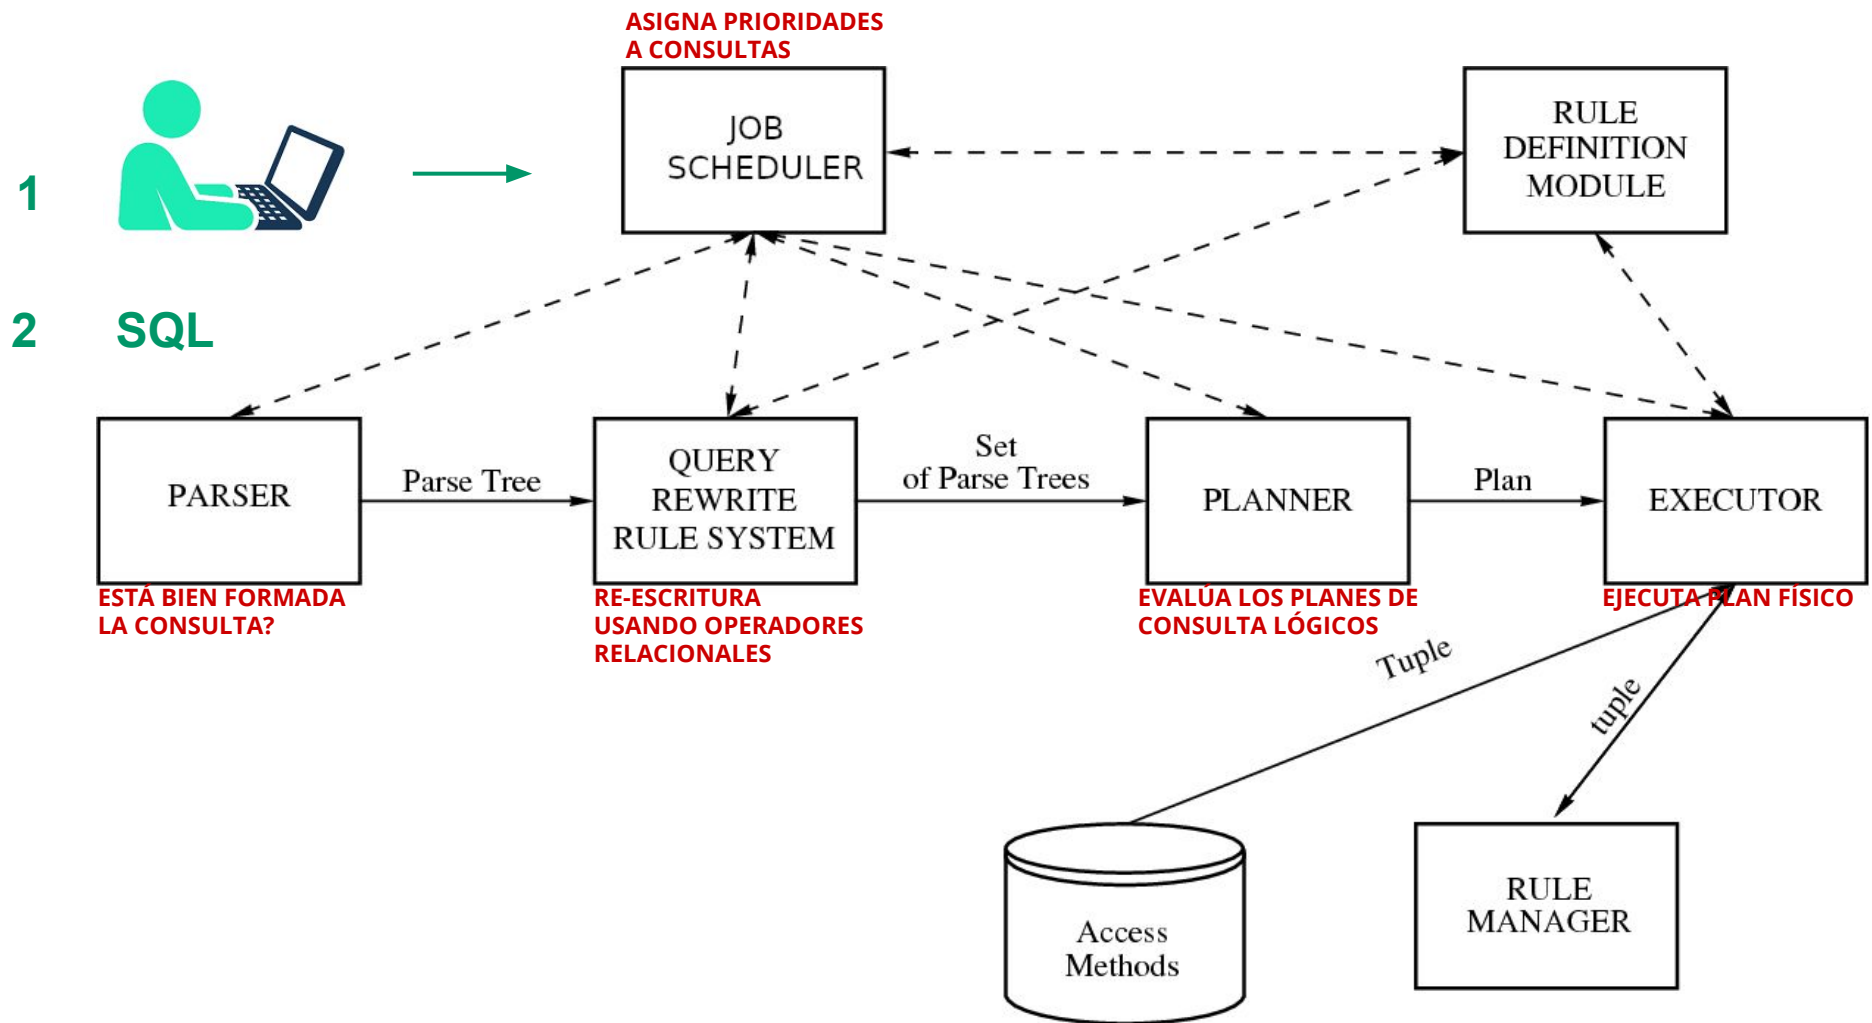 ASIGNA PRIORIDADES
A CONSULTAS
JOB
SCHEDULER
RULE
DEFINITION
MODULE
1
2
SQL
PARSER
Parse Tree
QUERY
REWRITE
RULE SYSTEM
Set
of Parse Trees
PLANNER
Plan
EXECUTOR
ESTÁ BIEN FORMADA
LA CONSULTA?
RE-ESCRITURA
USANDO OPERADORES
RELACIONALES
EVALÚA LOS PLANES DE
CONSULTA LÓGICOS
EJECUTA PLAN FÍSICO
Tuple
tuple
Access
Methods
RULE
MANAGER